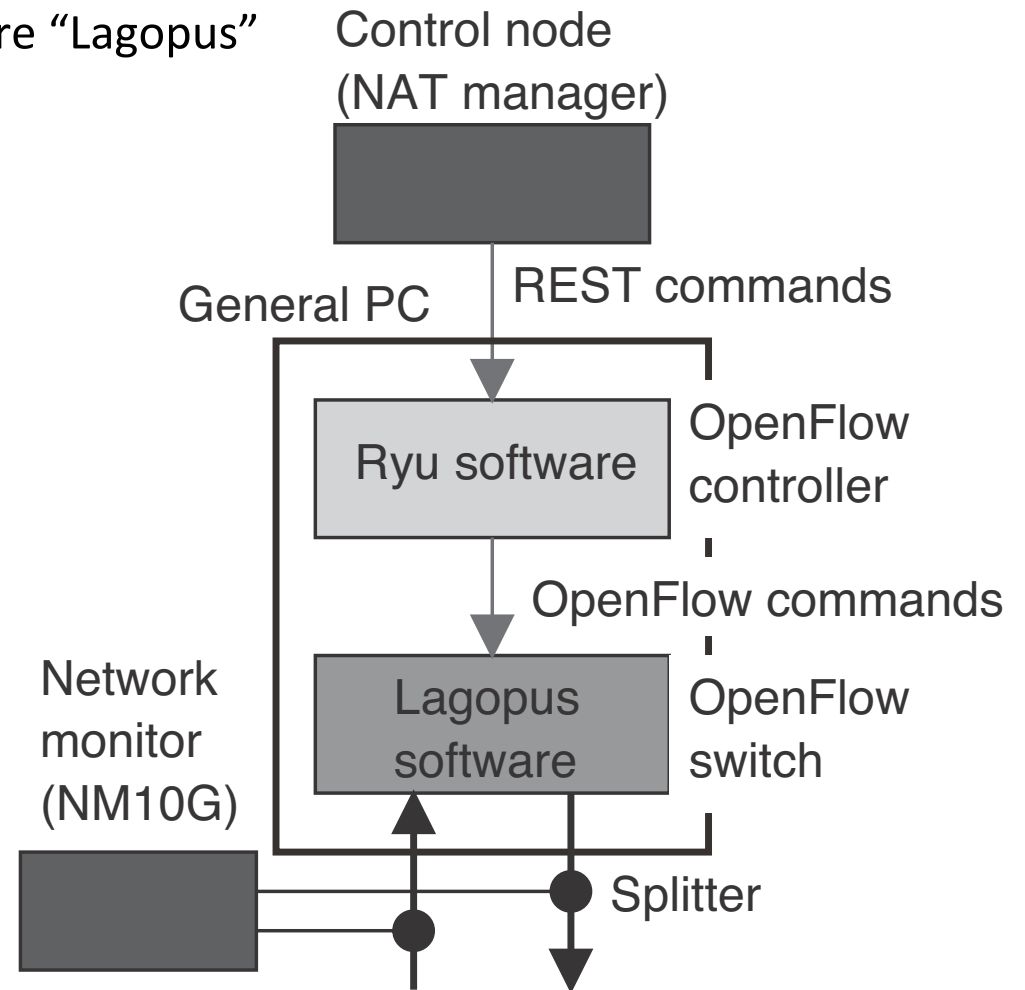 re “Lagopus”
Control node
(NAT manager)
REST commands
General PC
Ryu software
OpenFlow
controller
OpenFlow commands
Lagopus
software
OpenFlow
switch
Network
monitor
(NM10G)
Splitter